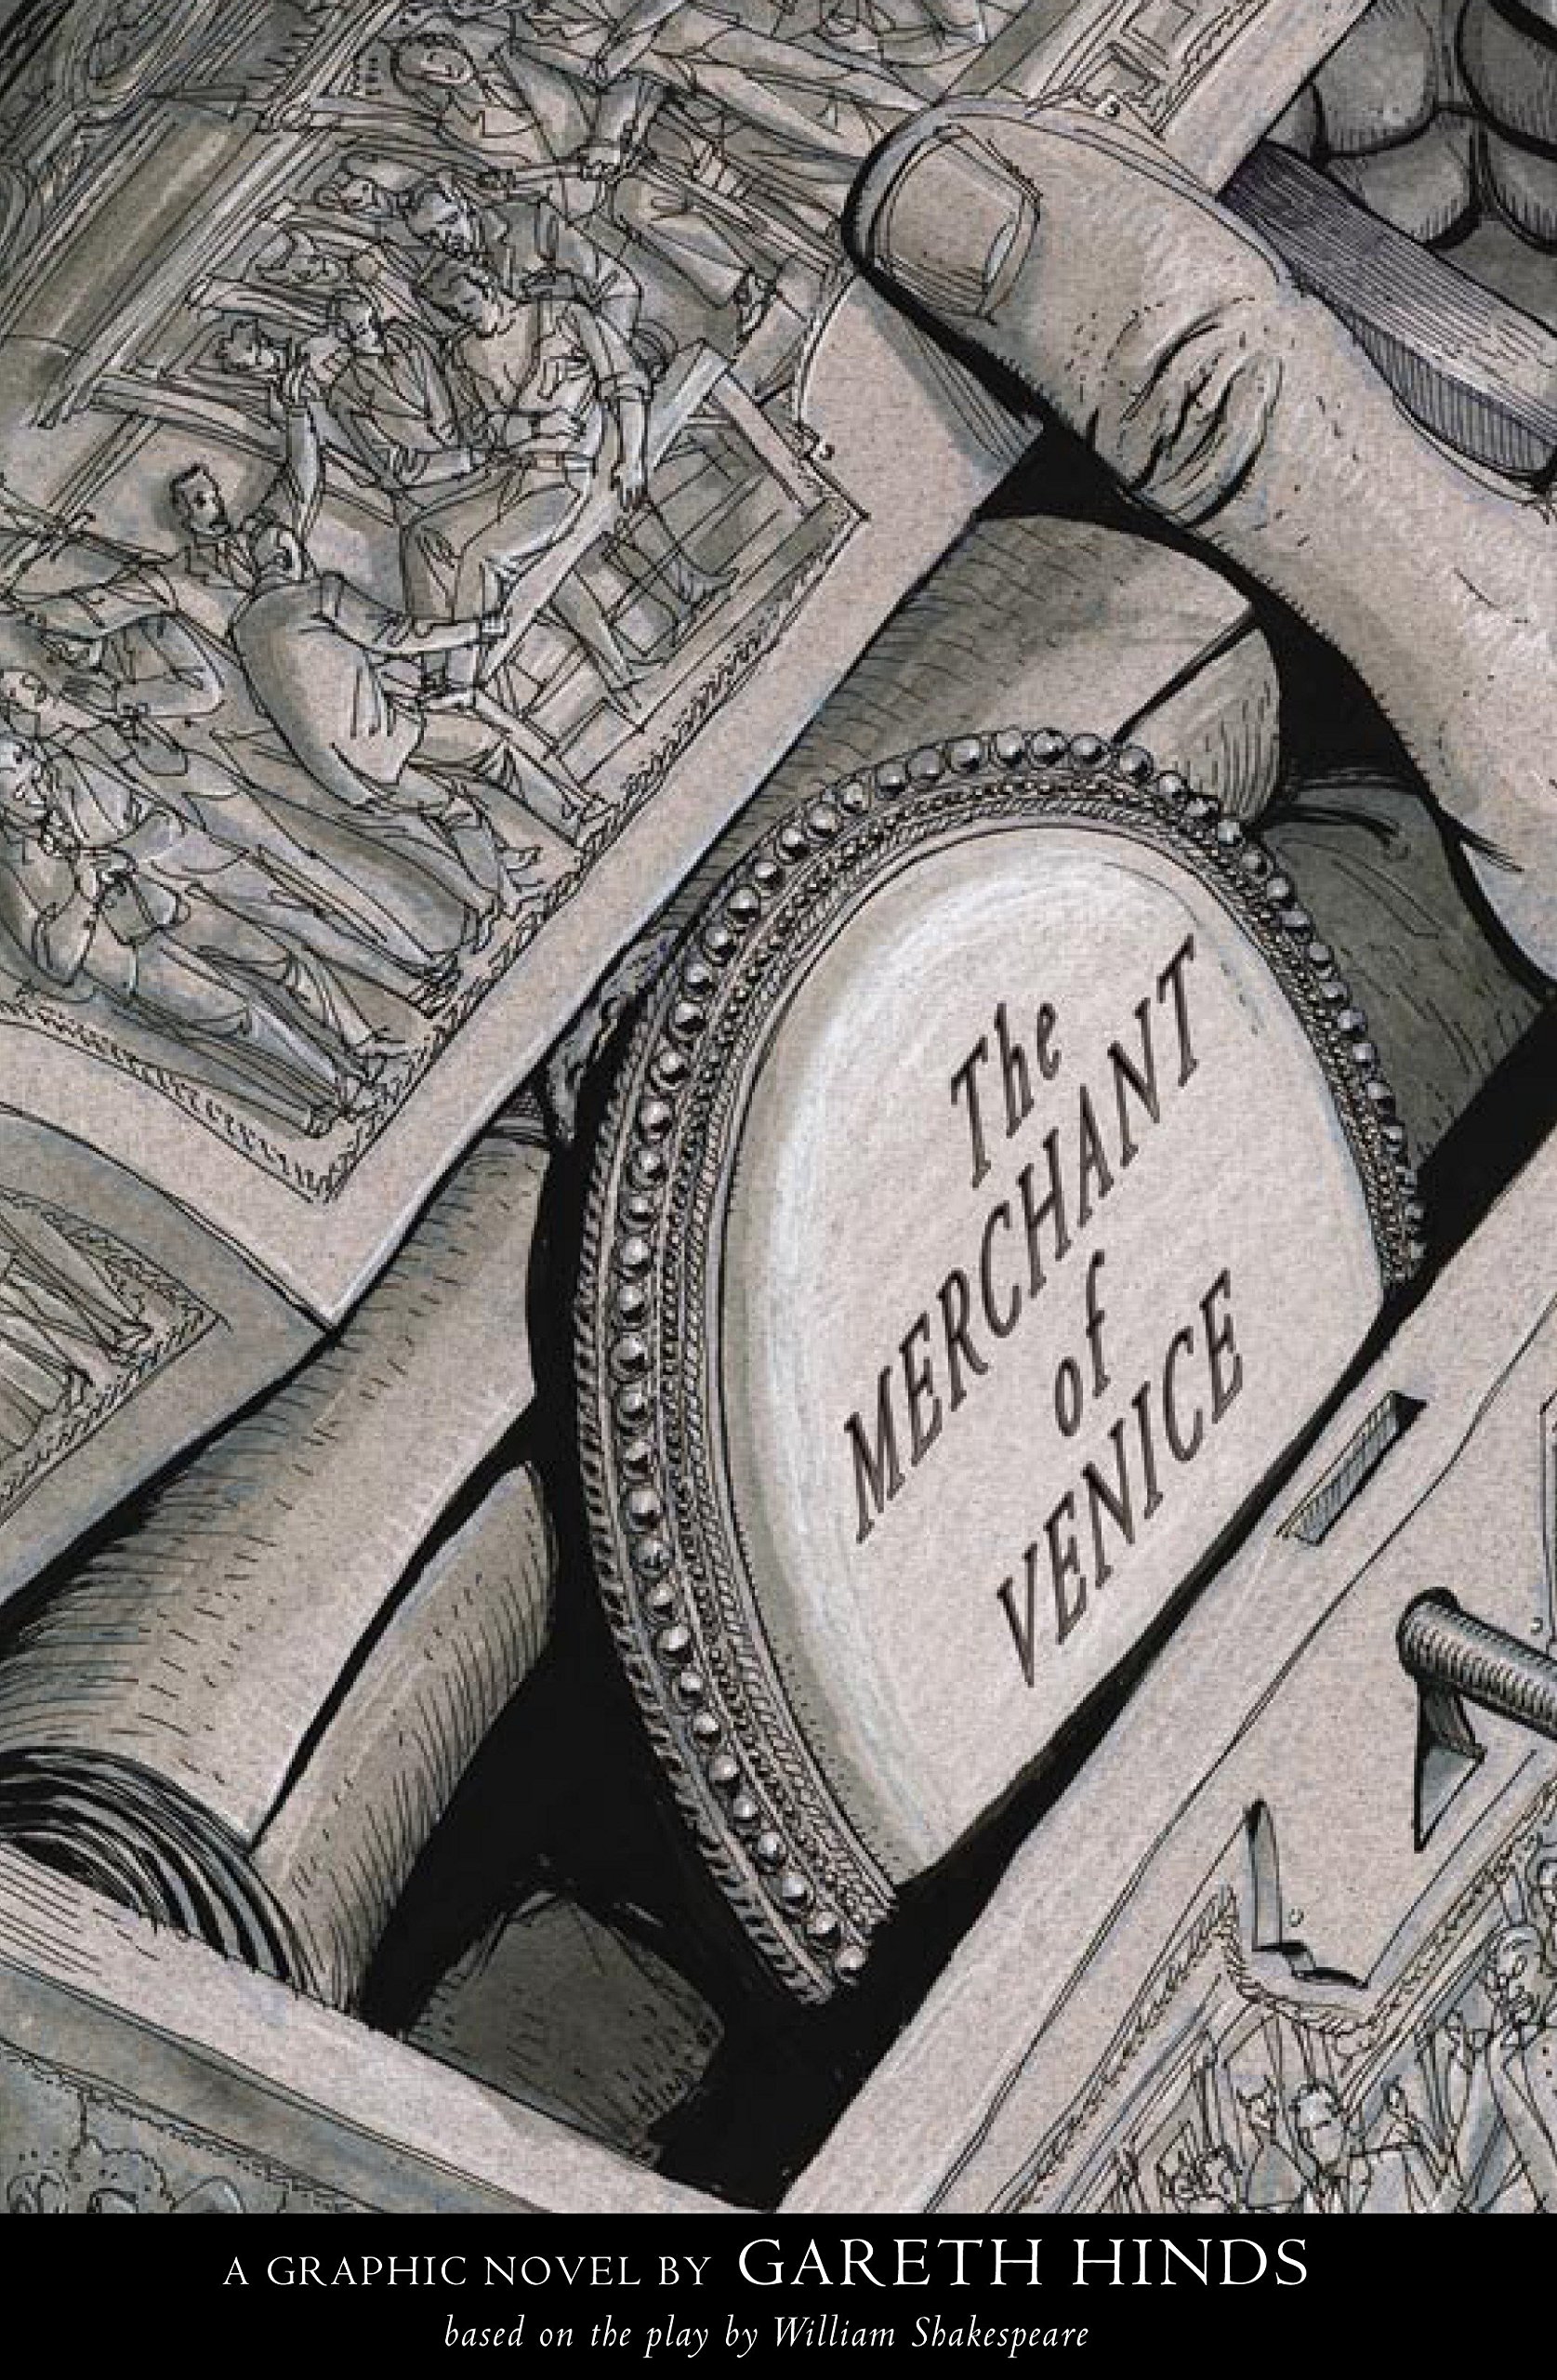 The
MERCHANT
of
VENICE
A GRAPHIC NOVEL BY GARETH HINDS
based on the play by William Shakespeare